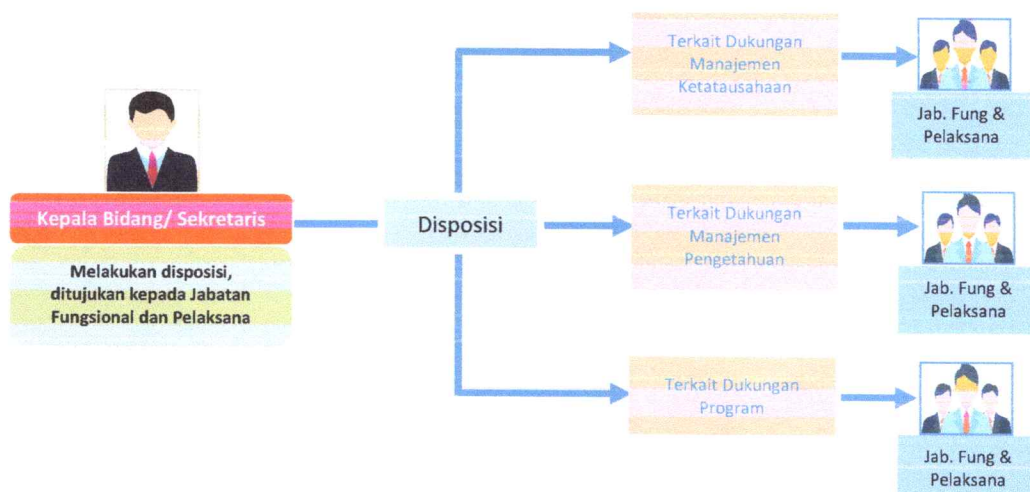 Kepala Bidang/ Sekretaris
Melakukan disposisi,
ditujukan kepada Jabatan
Fungsional dan Pelaksana
Disposisi
Terkait Dukungan
Manajemen
Ketatausahaan
Jab. Fung &
Pelaksana
Terkait Dukungan
Manajemen
Pengetahuan
Jab. Fung &
Pelaksana
Terkait Dukungan
Program
Jab. Fung &
Pelaksana